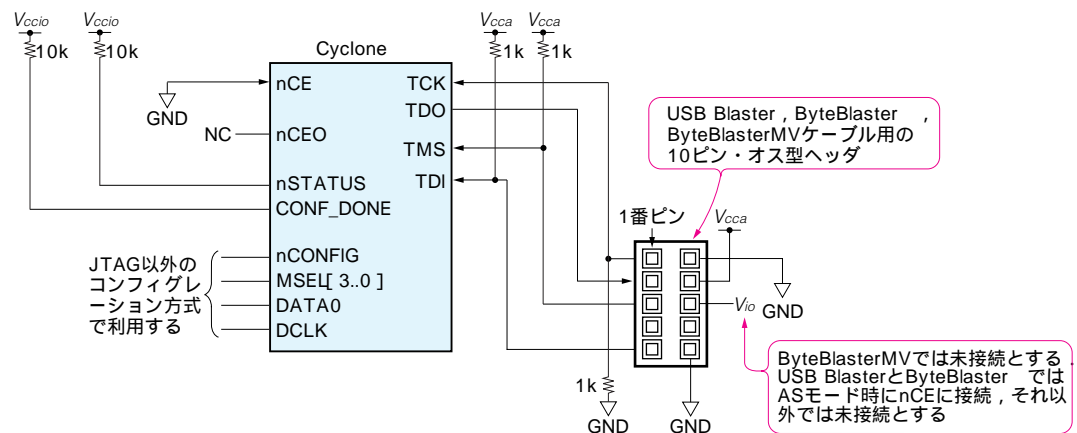 Vccio
Vccio
Vcca
Vcca
10k
10k
1k
1k
Cyclone
nCE
TCK
GND
TDO
NC
nCEO
TMS
nSTATUS
TDI
CONF_DONE
nCONFIG
MSEL[ 3..0 ]
DATA0
DCLK
JTAG以外の
コンフィグレ
ーション方式
で利用する
USB Blaster，ByteBlaster　，
ByteBlasterMVケーブル用の
10ピン・オス型ヘッダ
1番ピン
Vcca
Vio
GND
1k
GND
GND
ByteBlasterMVでは未接続とする．
USB BlasterとByteBlaster　では
ASモード時にnCEに接続，それ以
外では未接続とする